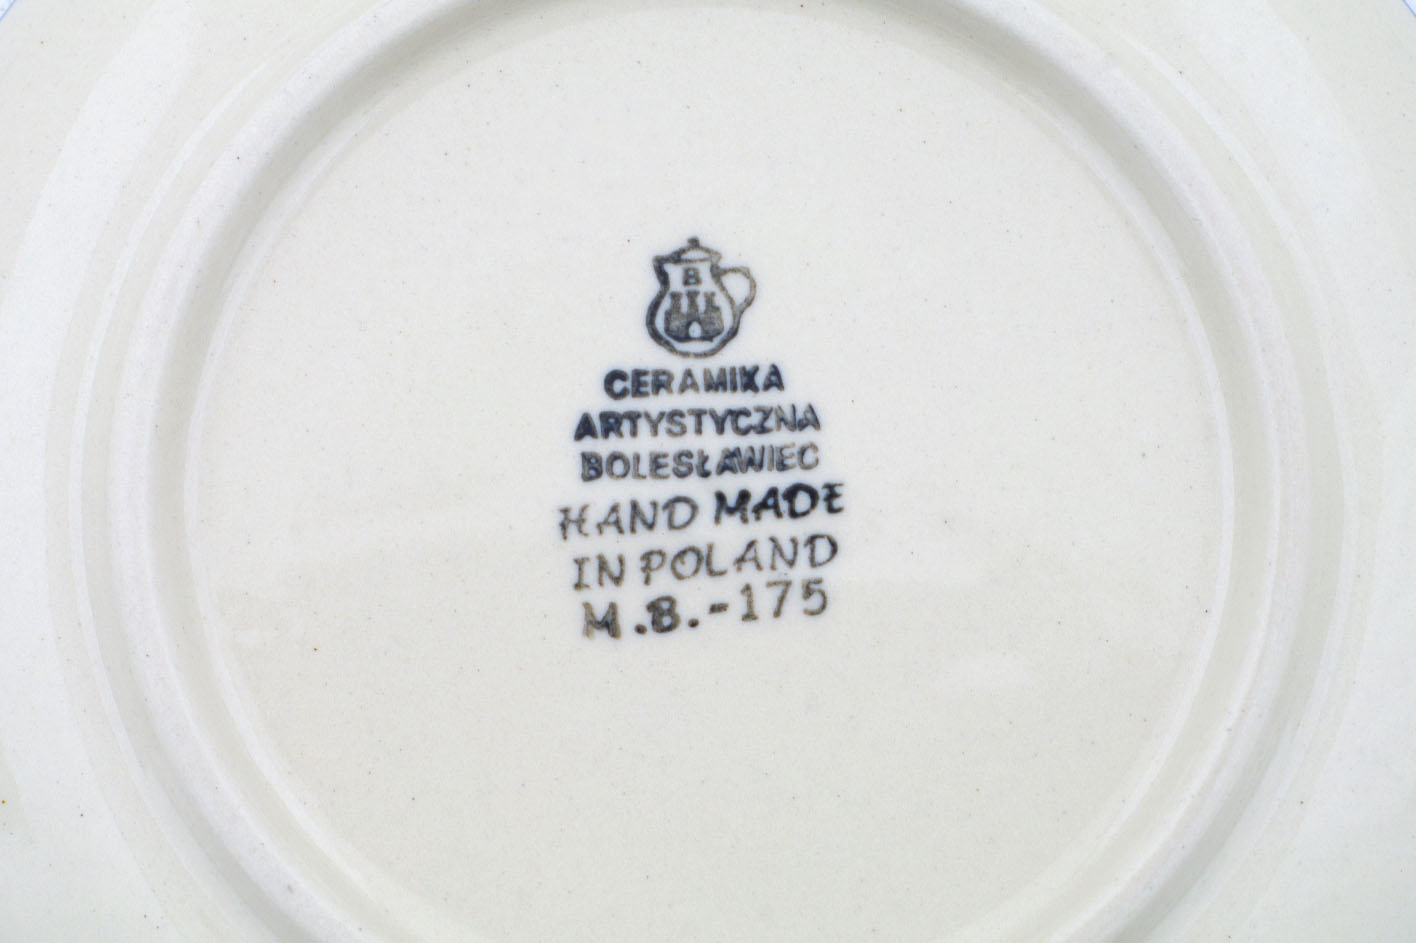 B
CERAMIKA
ARTYSTYCZNA
BOLESŁAWIEC
HAND MADE
IN POLAND
M.B.-175